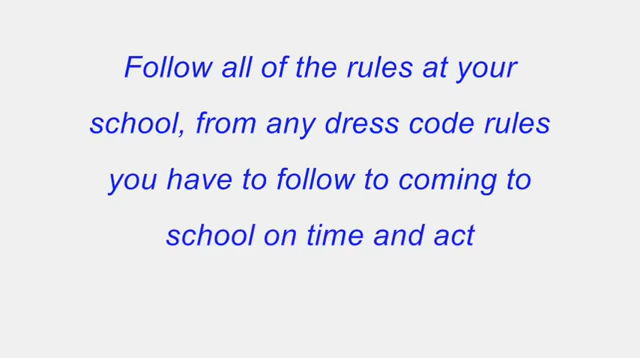 Follow all of the rules at your
school, from any dress code rules
you have to follow to coming to
school on time and act